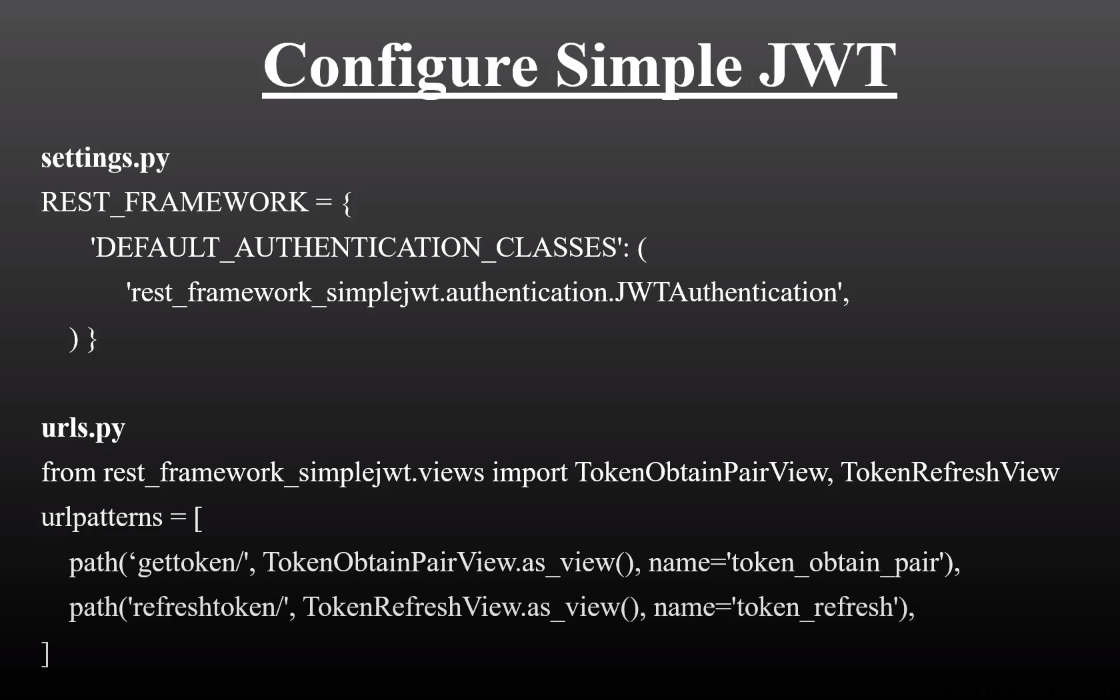 Configure Simple JWT
settings.py
REST_FRAMEWORK = {
'DEFAULT_AUTHENTICATION_CLASSES': (
'rest_framework_simplejwt.authentication.JWTAuthentication',
) }
urls.py
from rest_framework_simplejwt.views import TokenObtainPairView, TokenRefreshView
urlpatterns = [
path(‘gettoken/', TokenObtainPairView.as_view(), name='token_obtain_pair'),
path('refreshtoken/', TokenRefreshView.as_view(), name='token_refresh'),
]